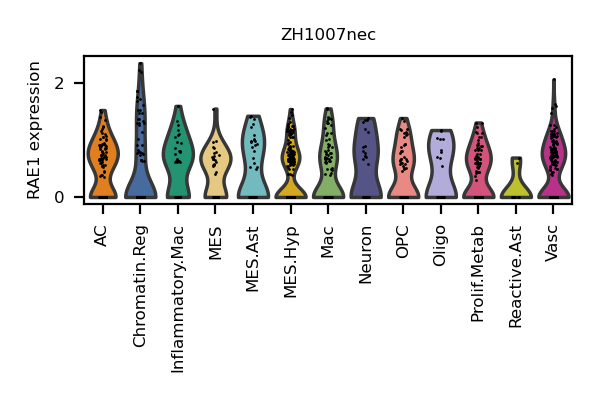 ZH1007nec
RAE1 expression
2
0
AC
Chromatin.Reg
Inflammatory.Mac
MES
MES.Ast
MES.Hyp
Mac
Neuron
OPC
Oligo
Prolif.Metab
Reactive.Ast
Vasc